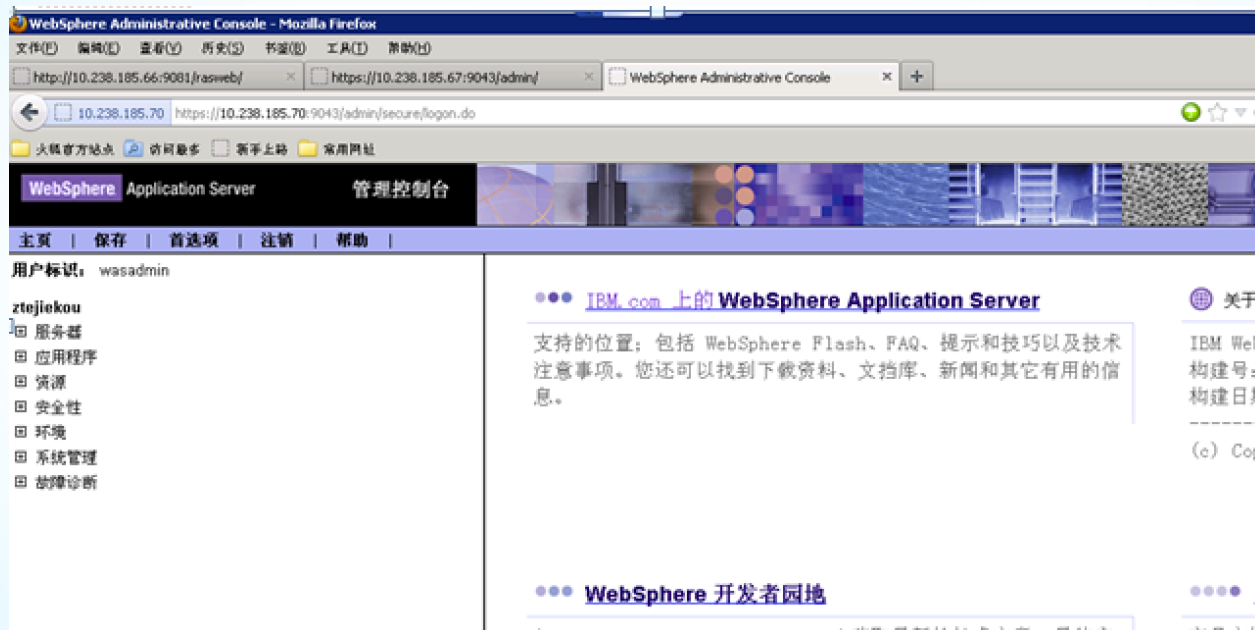 WebSphere Administrative Console - Mozilla Firefox
文件(F) 编辑(E) 查看(V) 历史(S) 书签(B) 工具(T) 帮助(H)
http://10.238.185.66:9081/rasweb/ × https://10.238.185.67:9043/admin/ × WebSphere Administrative Console × +
10.238.185.70 https://10.238.185.70:9043/admin/secure/logon.do
火狐官方站点 访问最多 新手上路 常用网址
WebSphere Application Server 管理控制台
主页 | 保存 | 首选项 | 注销 | 帮助 |
用户标识： wasadmin
ztejiekou
服务器
应用程序
资源
安全性
环境
系统管理
故障诊断
IBM.com 上的 WebSphere Application Server
支持的位置；包括 WebSphere Flash、FAQ、提示和技巧以及技术
注意事项。您还可以找到下载资料、文档库、新闻和其它有用的信
息。
WebSphere 开发者园地
关于
IBM Web
构建号:
构建日期
(c) Cop